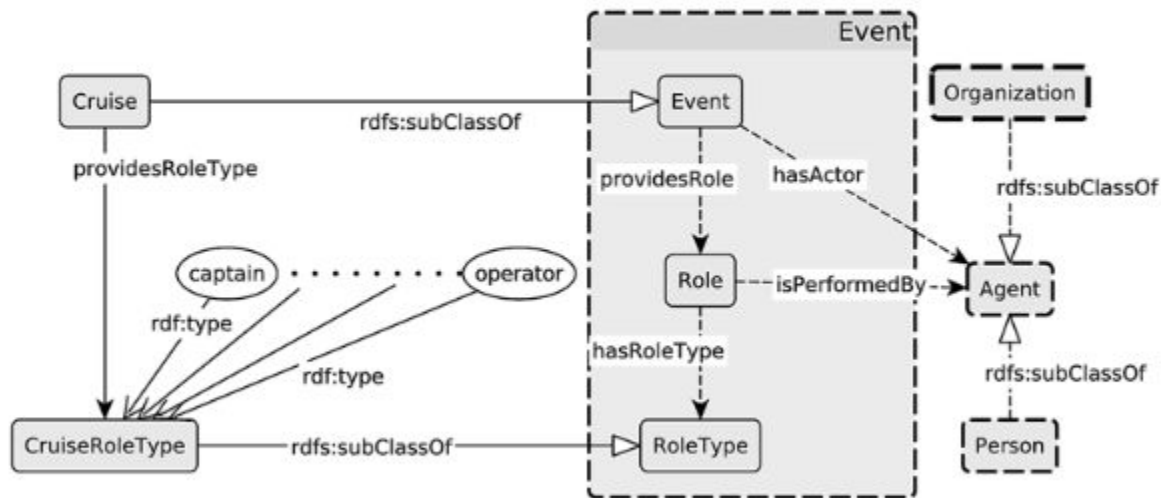 Event
Cruise
Event
Organization
rdfs:subClassOf
providesRoleType
providesRole
hasActor
rdfs:subClassOf
captain
operator
Role
isPerformedBy
Agent
rdf:type
hasRoleType
rdf:type
rdfs:subClassOf
CruiseRoleType
rdfs:subClassOf
RoleType
Person